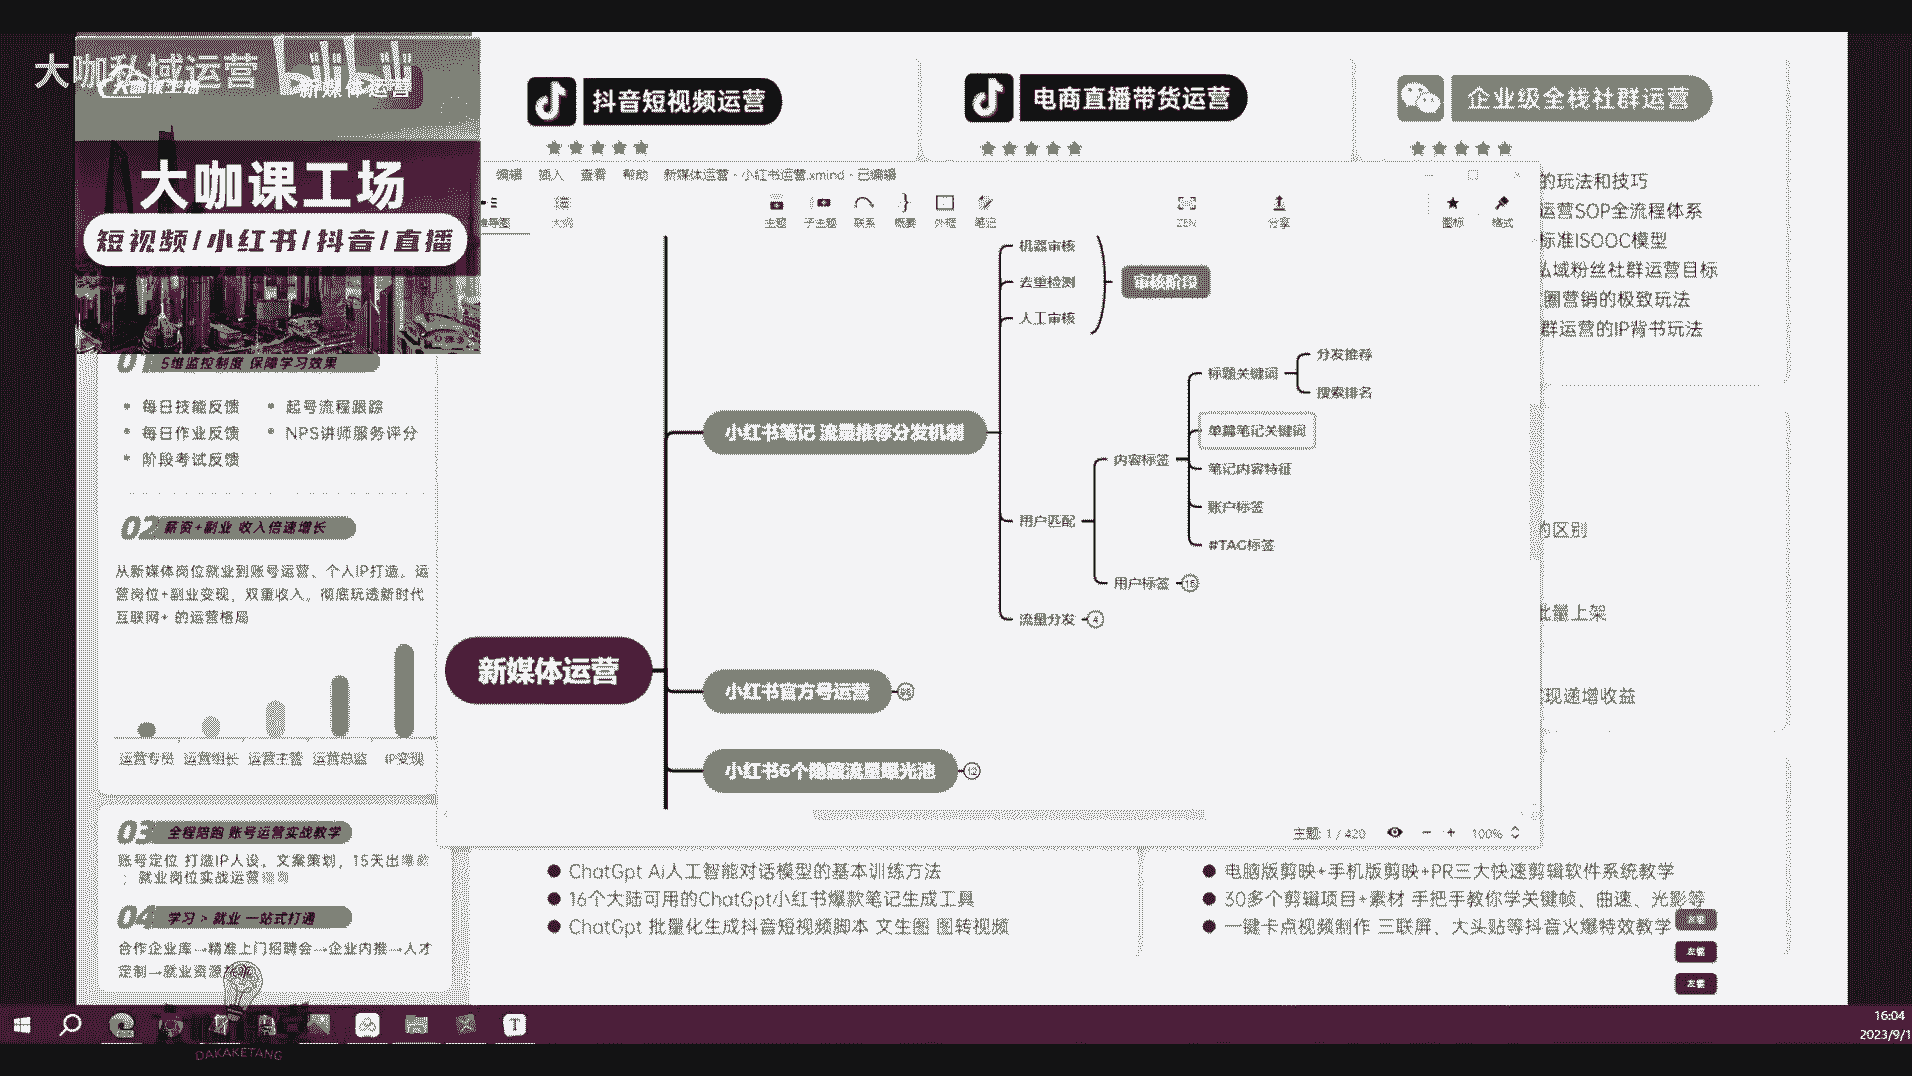 大咖私域运营
bilibili
新媒体运营
大咖课工场
短视频/小红书/抖音/直播
抖音短视频运营
电商直播带货运营
企业级全栈社群运营
编辑 插入 查看 帮助 新媒体运营 - 小红书运营.xmind - 已编辑
大纲 主题 子主题 联系 概要 外框 笔记 ZEN 分享 图标 格式
的玩法和技巧
运营SOP全流程体系
标准ISOOC模型
私域粉丝社群运营目标
圈营销的极致玩法
群运营的IP背书玩法
机器审核
去重检测
人工审核
审核阶段
分发推荐
标题关键词
搜索排名
单篇笔记关键词
小红书笔记 流量推荐分发机制
内容标签
笔记内容特征
账户标签
用户匹配
#TAG标签
用户标签 15
流量分发 4
新媒体运营
小红书官方号运营
小红书6个隐藏流量曝光池 12
主题: 1 / 420
100%
01 5维监控制度 保障学习效果
每日技能反馈
起号流程跟踪
每日作业反馈
NPS讲师服务评分
阶段考试反馈
02 薪资+副业 收入倍速增长
从新媒体岗位就业到账号运营、个人IP打造。运
营岗位+副业变现，双重收入。彻底玩透新时代
互联网+ 的运营格局
运营专员 运营组长 运营主管 运营总监 IP变现
03 全程陪跑 账号运营实战教学
账号定位 打造IP人设，文案策划，15天出
；就业岗位实战运营
04 学习 > 就业 一站式打通
合作企业库→精准上门招聘会→企业内推→人才
定制→就业资源
的区别
批量上架
现递增收益
ChatGpt Ai人工智能对话模型的基本训练方法
16个大陆可用的ChatGpt小红书爆款笔记生成工具
ChatGpt 批量化生成抖音短视频脚本 文生图 图转视频
电脑版剪映+手机版剪映+PR三大快速剪辑软件系统教学
30多个剪辑项目+素材 手把手教你学关键帧、曲速、光影等
一键卡点视频制作 三联屏、大头贴等抖音火爆特效教学
左键
左键
DAKAKETANG
16:04
2023/9/1